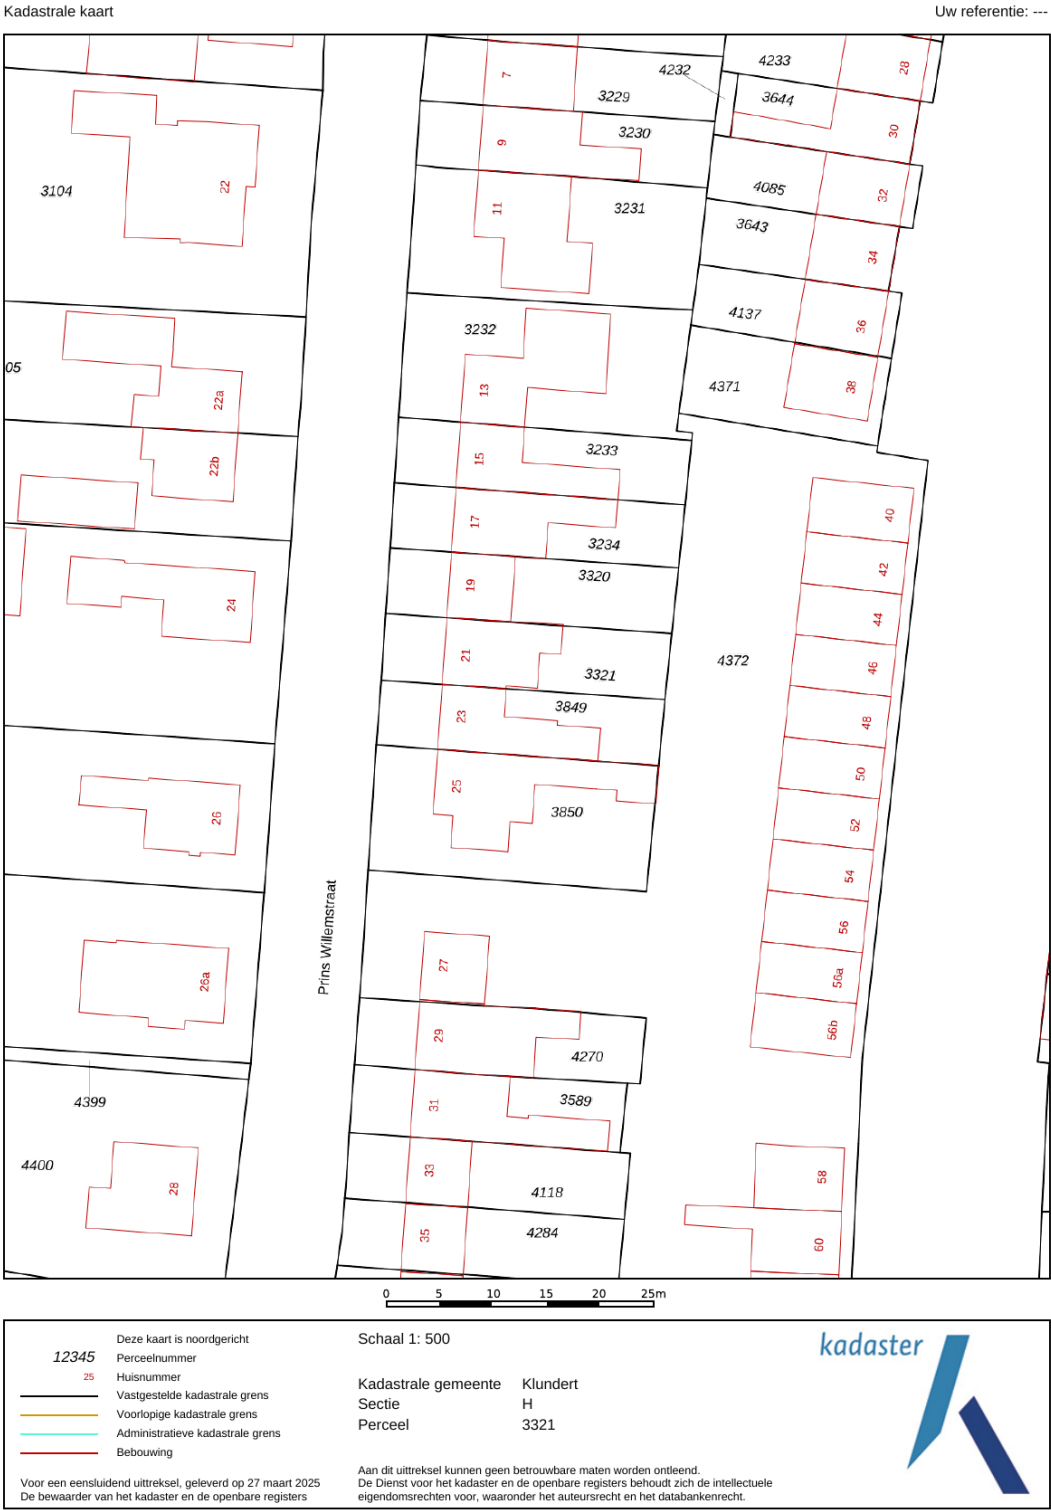 Kadastrale kaart
Uw referentie: ---
4233
28
4232
7
3229
3644
30
3230
9
22
3104
4085
32
11
3231
3643
34
4137
36
3232
05
13
22a
4371
38
3233
15
22b
40
17
3234
42
19
3320
24
44
21
3321
4372
46
23
3849
48
25
3850
50
26
52
54
56
Prins Willemstraat
27
26a
56a
29
4270
56b
4399
31
3589
4400
28
33
4118
58
35
4284
60
0 5 10 15 20 25m
Deze kaart is noordgericht
12345 Perceelnummer
25 Huisnummer
Vastgestelde kadastrale grens
Voorlopige kadastrale grens
Administratieve kadastrale grens
Bebouwing
Voor een eensluidend uittreksel, geleverd op 27 maart 2025
De bewaarder van het kadaster en de openbare registers
Schaal 1: 500
Kadastrale gemeente Klundert
Sectie H
Perceel 3321
Aan dit uittreksel kunnen geen betrouwbare maten worden ontleend.
De Dienst voor het kadaster en de openbare registers behoudt zich de intellectuele
eigendomsrechten voor, waaronder het auteursrecht en het databankenrecht.
kadaster